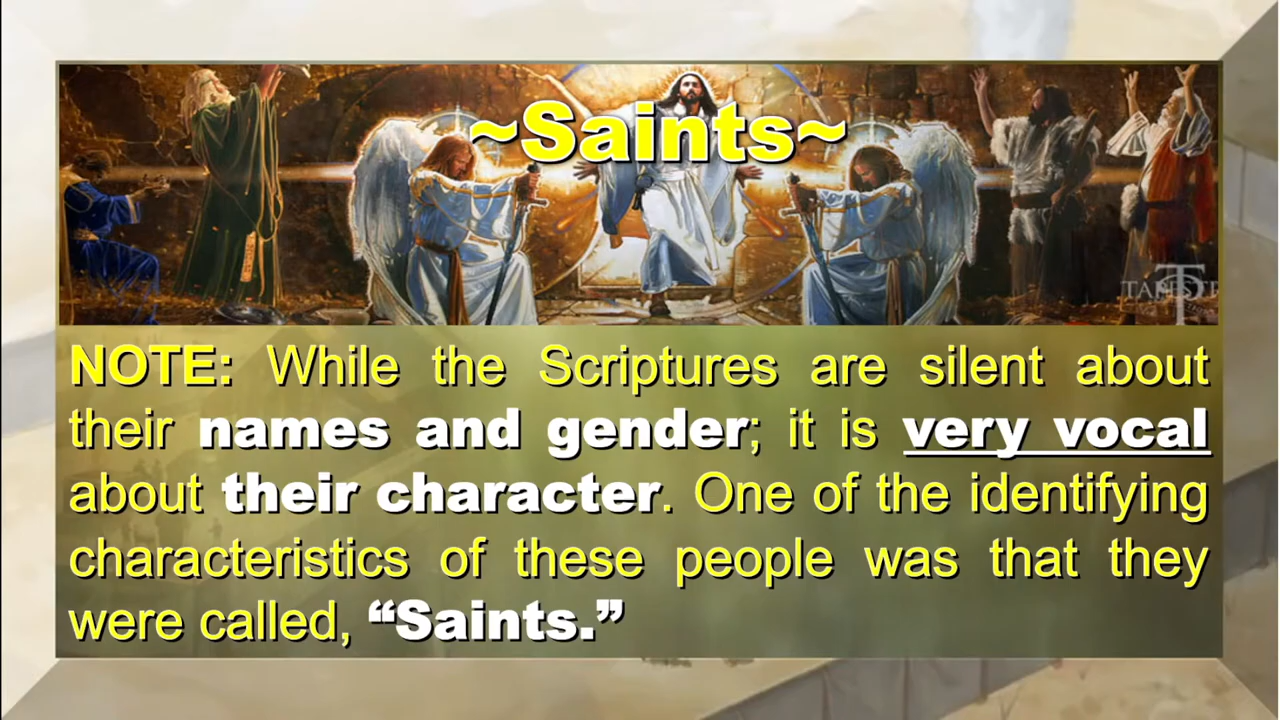 ~Saints~
TAPESTR
NOTE: While the Scriptures are silent about
their names and gender; it is very vocal
about their character. One of the identifying
characteristics of these people was that they
were called, “Saints.”